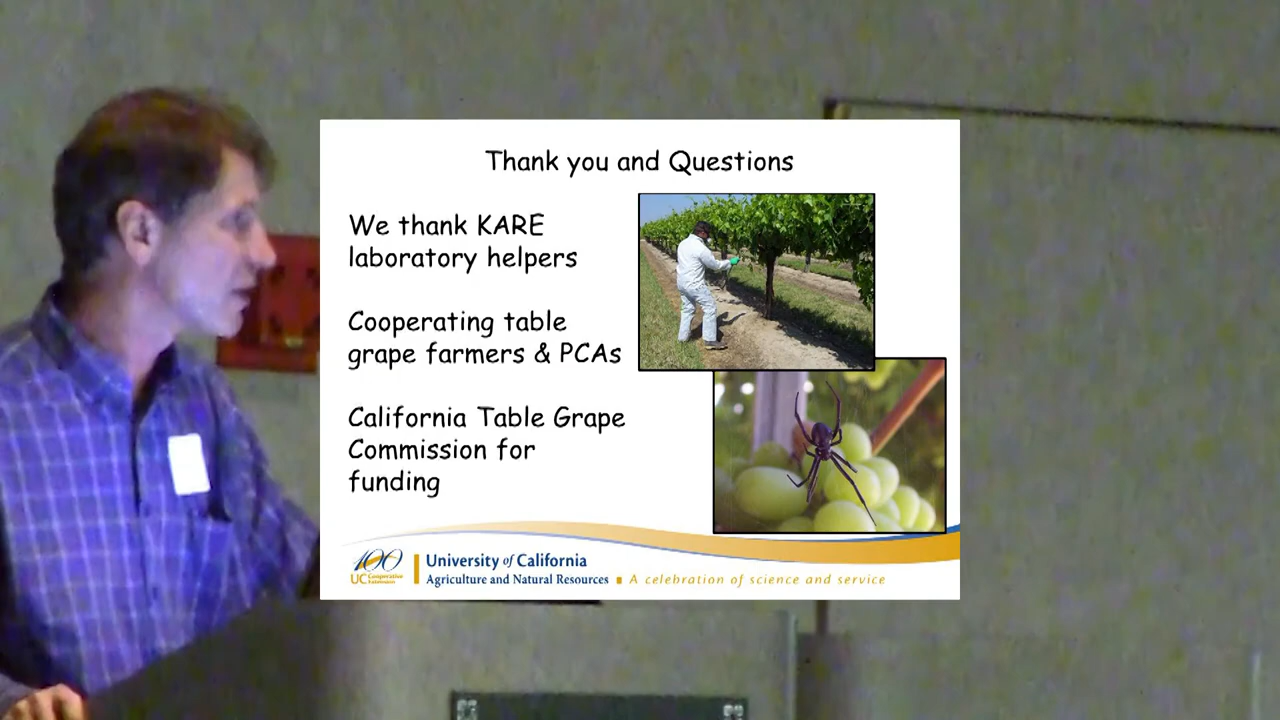 Thank you and Questions
We thank KARE
laboratory helpers
Cooperating table
grape farmers & PCAs
California Table Grape
Commission for
funding
100
UC Cooperative
Extension
University of California
Agriculture and Natural Resources ■ A celebration of science and service